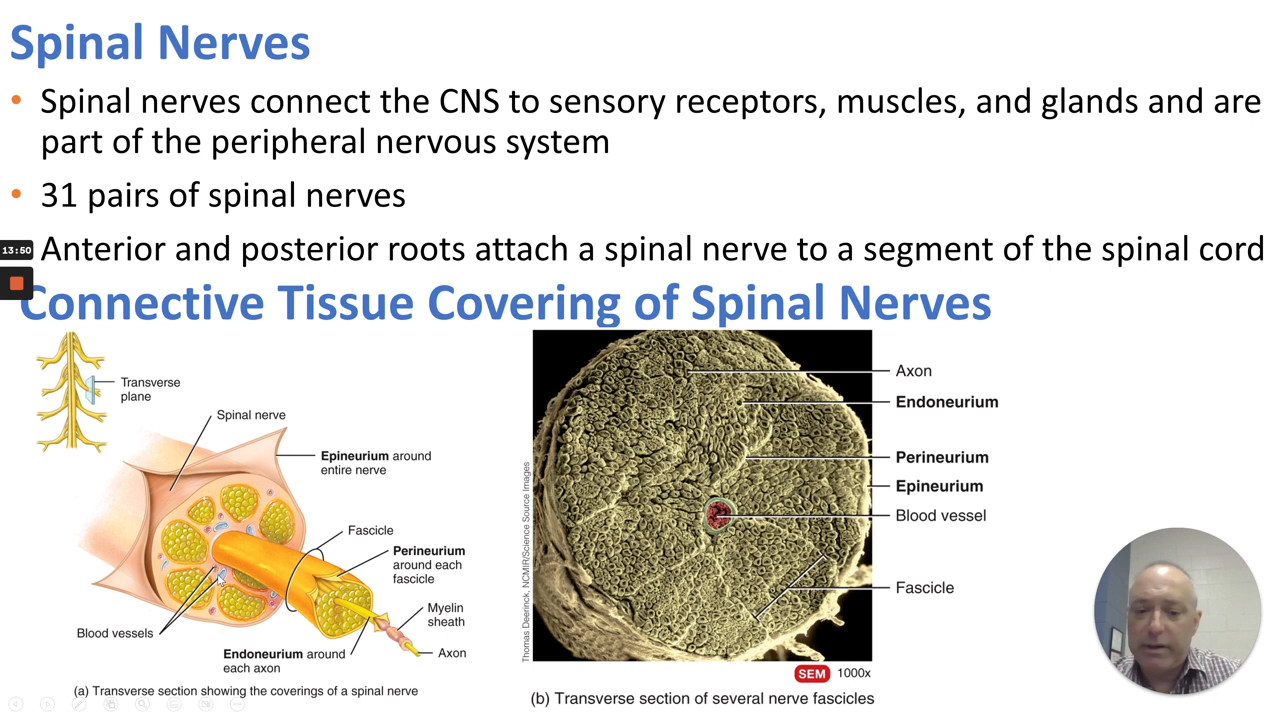 Spinal Nerves
• Spinal nerves connect the CNS to sensory receptors, muscles, and glands and are
part of the peripheral nervous system
• 31 pairs of spinal nerves
13:50
Anterior and posterior roots attach a spinal nerve to a segment of the spinal cord
Connective Tissue Covering of Spinal Nerves
Transverse
plane
Spinal nerve
Epineurium around
entire nerve
Fascicle
Perineurium
around each
fascicle
Myelin
sheath
Blood vessels
Endoneurium around
each axon
Axon
(a) Transverse section showing the coverings of a spinal nerve
Thomas Deerinck, NCMIR/Science Source Images
Axon
Endoneurium
Perineurium
Epineurium
Blood vessel
Fascicle
SEM 1000x
(b) Transverse section of several nerve fascicles